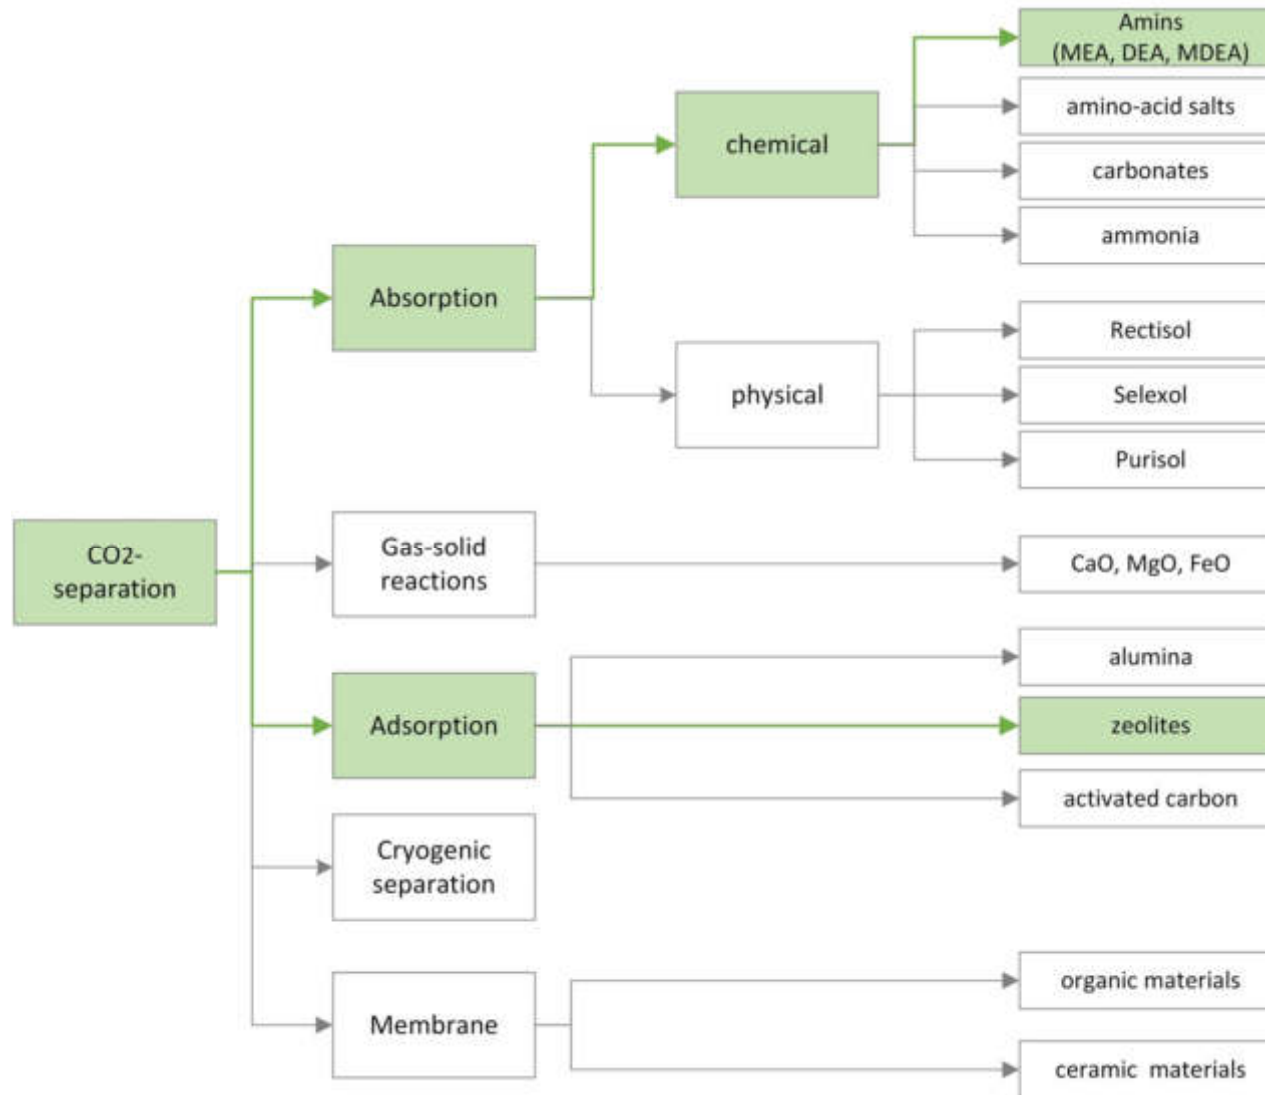 Amins
(MEA, DEA, MDEA)
amino-acid salts
chemical
carbonates
ammonia
Absorption
Rectisol
physical
Selexol
Purisol
CO2-
separation
Gas-solid
reactions
CaO, MgO, FeO
alumina
Adsorption
zeolites
activated carbon
Cryogenic
separation
organic materials
Membrane
ceramic materials